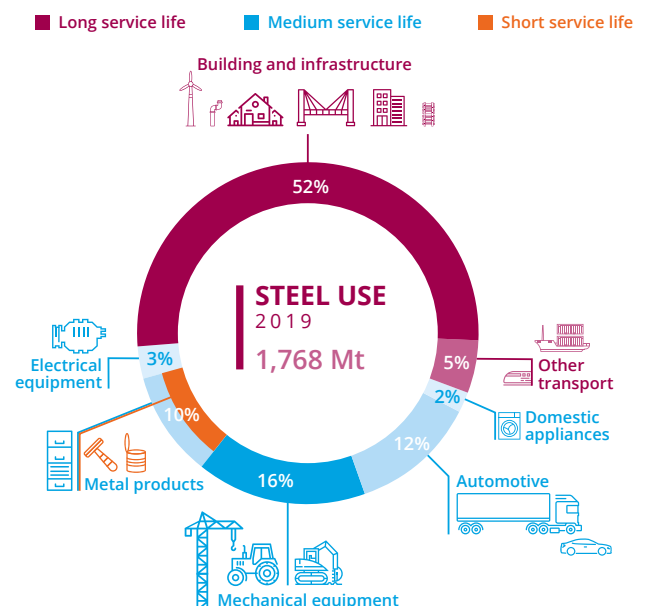 Long service life
Medium service life
Short service life
Building and infrastructure
52%
STEEL USE
2019
1,768 Mt
3%
Electrical
equipment
5%
Other
transport
2%
Domestic
appliances
10%
Metal products
12%
Automotive
16%
Mechanical equipment